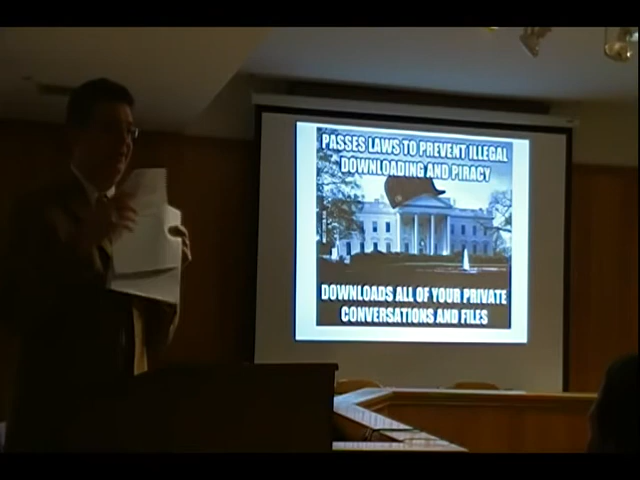 PASSES LAWS TO PREVENT ILLEGAL
DOWNLOADING AND PIRACY
DOWNLOADS ALL OF YOUR PRIVATE
CONVERSATIONS AND FILES